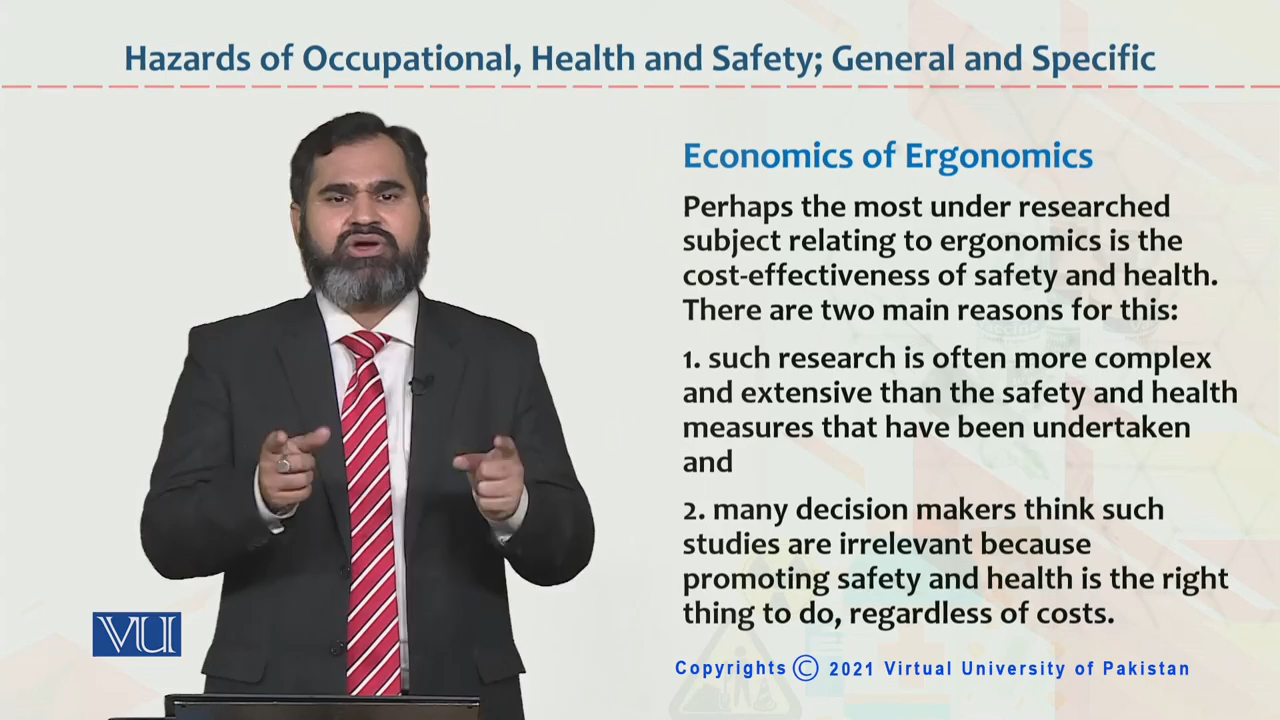 Hazards of Occupational, Health and Safety; General and Specific
Economics of Ergonomics
Perhaps the most under researched
subject relating to ergonomics is the
cost-effectiveness of safety and health.
There are two main reasons for this:
1. such research is often more complex
and extensive than the safety and health
measures that have been undertaken
and
2. many decision makers think such
studies are irrelevant because
promoting safety and health is the right
thing to do, regardless of costs.
VU
Copyrights © 2021 Virtual University of Pakistan